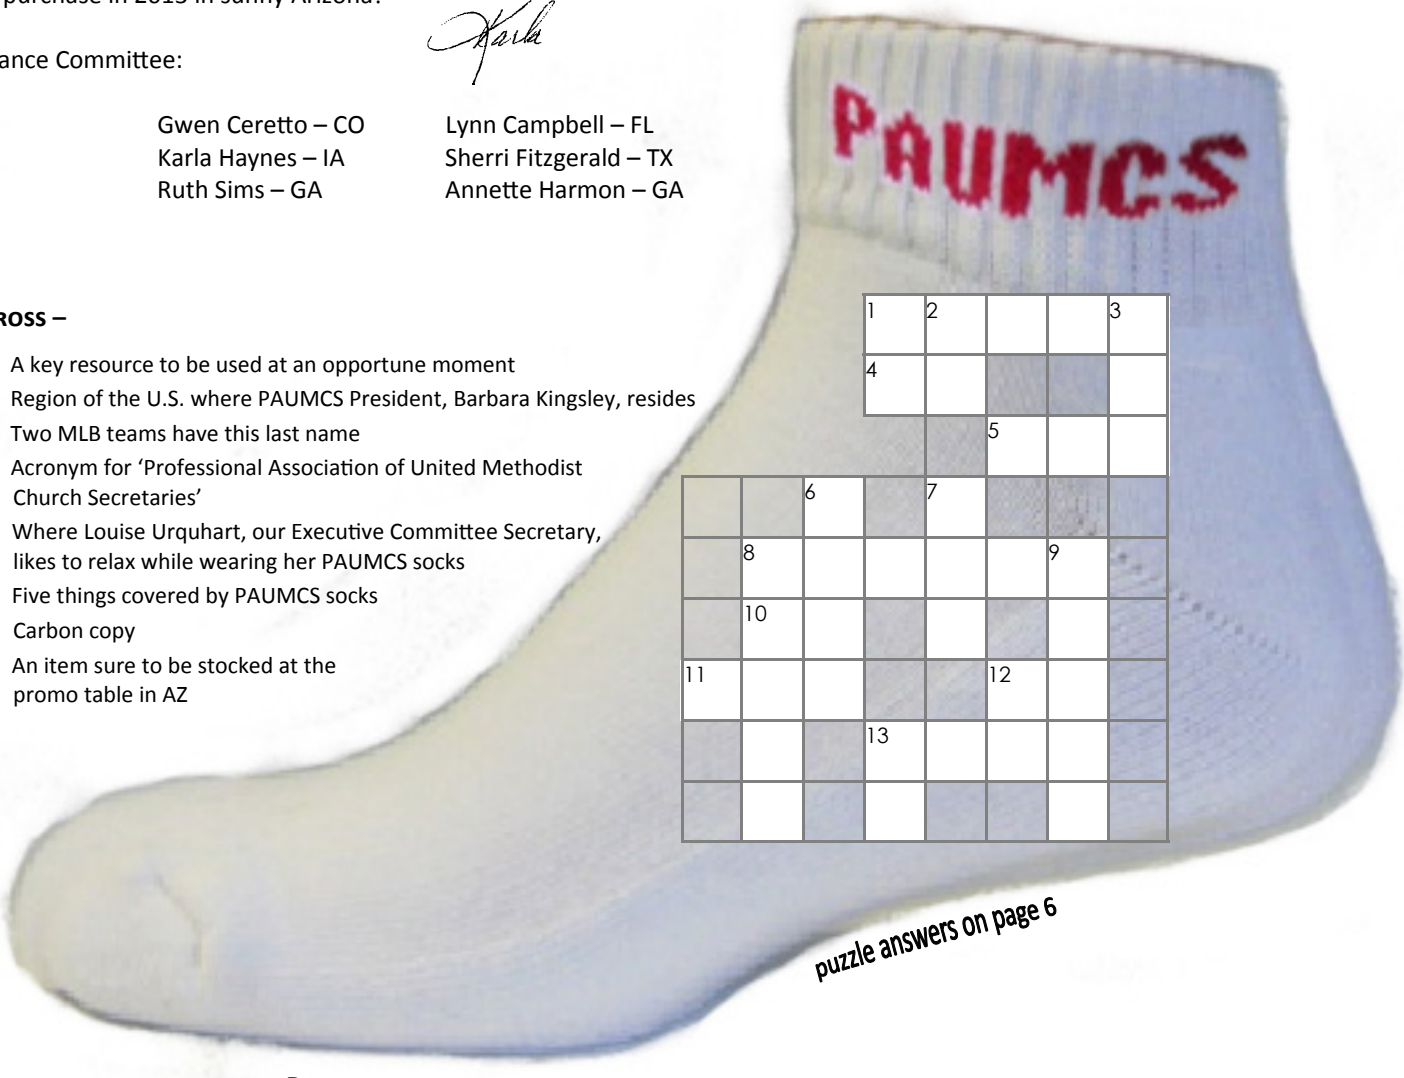 purchase in 2013 in sunny Arizona!
ance Committee:
Karla
Gwen Ceretto – CO
Lynn Campbell – FL
Karla Haynes – IA
Sherri Fitzgerald – TX
Ruth Sims – GA
Annette Harmon – GA
PAUMCS
ROSS –
A key resource to be used at an opportune moment
Region of the U.S. where PAUMCS President, Barbara Kingsley, resides
Two MLB teams have this last name
Acronym for ‘Professional Association of United Methodist
Church Secretaries’
Where Louise Urquhart, our Executive Committee Secretary,
likes to relax while wearing her PAUMCS socks
Five things covered by PAUMCS socks
Carbon copy
An item sure to be stocked at the
promo table in AZ
1 2 3
4
5
6 7
8 9
10
11 12
13
puzzle answers on page 6